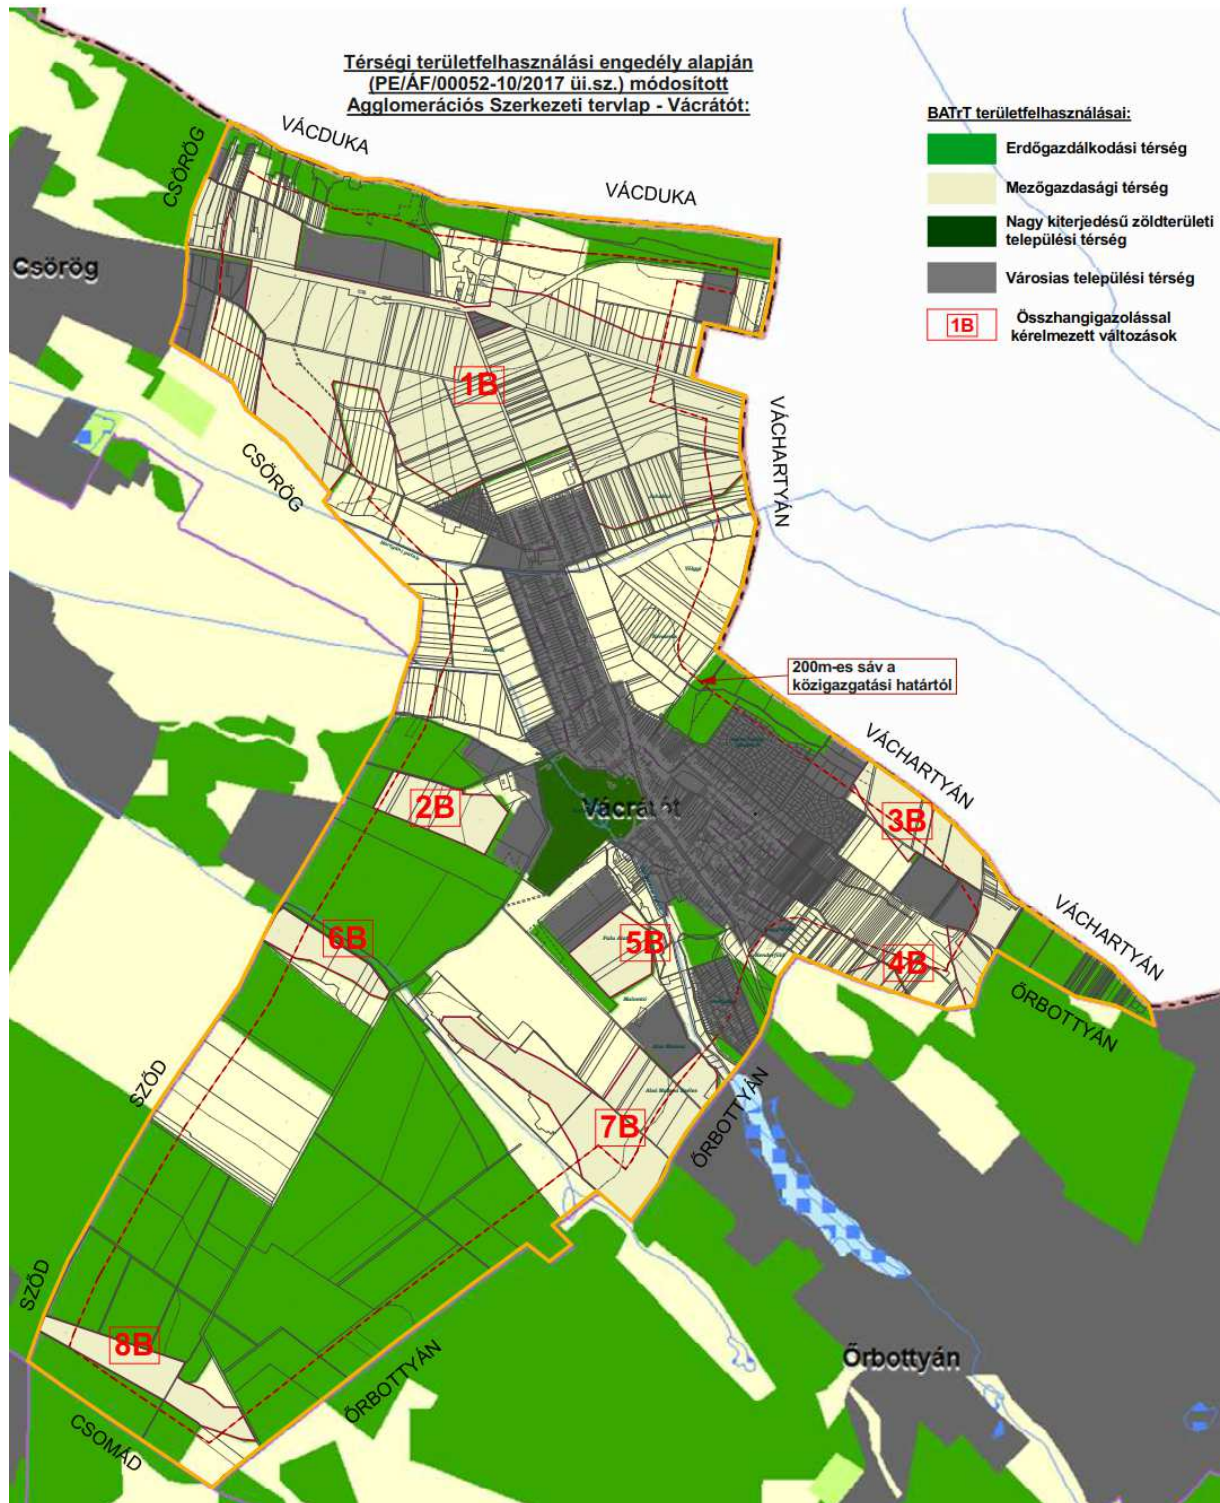 Térségi területfelhasználási engedély alapján
(PE/ÁF/00052-10/2017 üi.sz.) módosított
Agglomerációs Szerkezeti tervlap - Vácrátót:
BATrT területfelhasználásai:
Erdőgazdálkodási térség
Mezőgazdasági térség
Nagy kiterjedésű zöldterületi
települési térség
Városias települési térség
1B
Összhangigazolással
kérelmezett változások
VÁCDUKA
CSÖRÖG
VÁCDUKA
Csörög
1B
VÁCHARTYÁN
CSÖRÖG
200m-es sáv a
közigazgatási határtól
VÁCHARTYÁN
2B
Vácrátót
3B
VÁCHARTYÁN
6B
5B
4B
ŐRBOTTYÁN
SZŐD
7B
ŐRBOTTYÁN
SZŐD
8B
ŐRBOTTYÁN
Őrbottyán
CSOMÁD